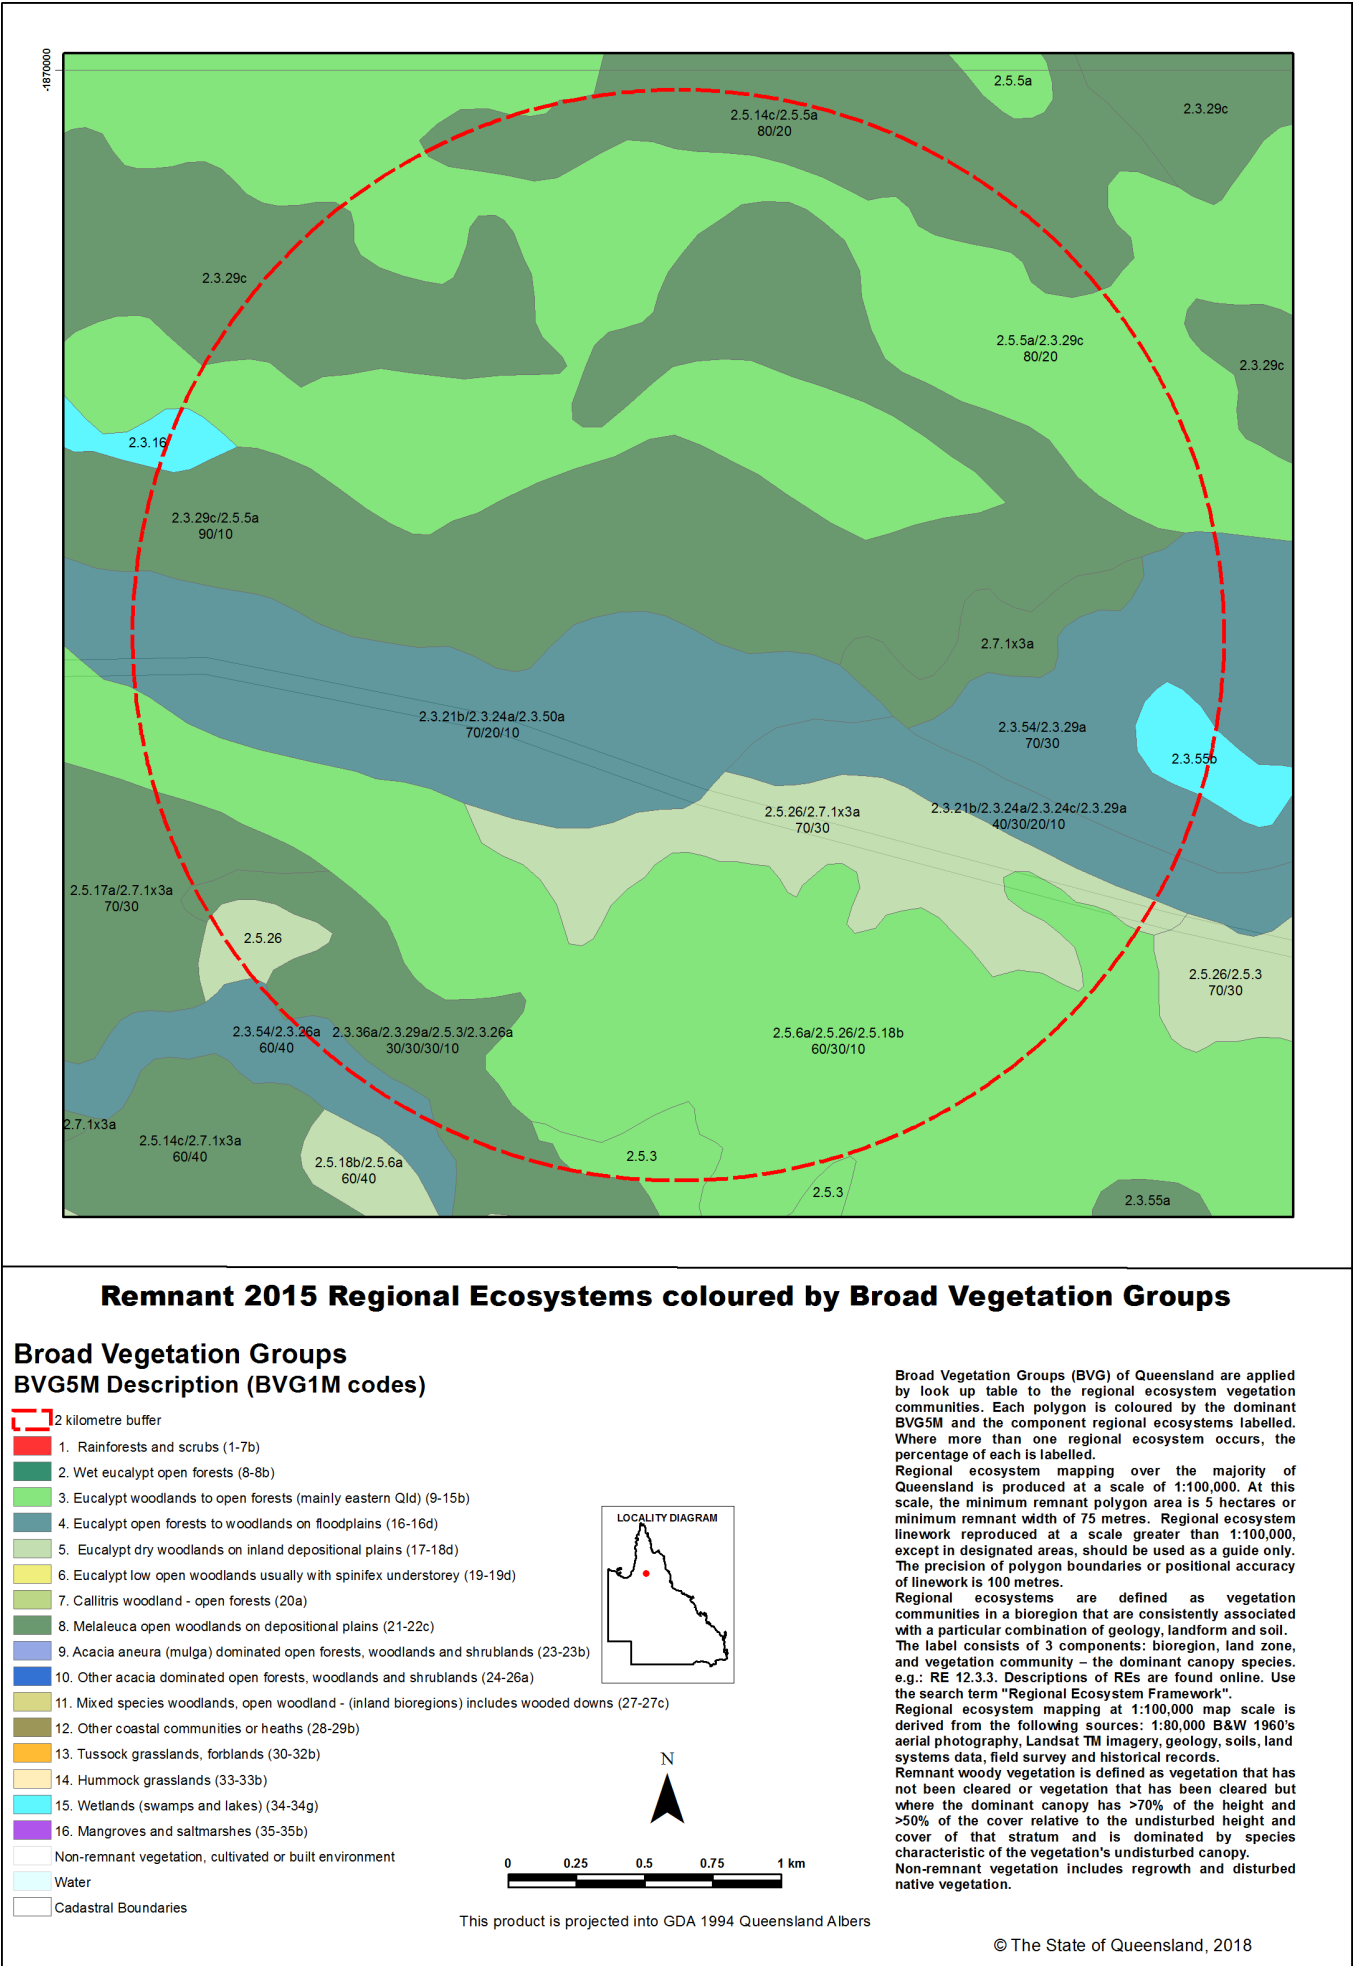 -1870000
2.5.5a
2.3.29c
2.5.14c/2.5.5a
80/20
2.3.29c
2.5.5a/2.3.29c
80/20
2.3.29c
2.3.16
2.3.29c/2.5.5a
90/10
2.7.1x3a
2.3.21b/2.3.24a/2.3.50a
70/20/10
2.3.54/2.3.29a
70/30
2.3.55b
2.5.26/2.7.1x3a
70/30
2.3.21b/2.3.24a/2.3.24c/2.3.29a
40/30/20/10
2.5.17a/2.7.1x3a
70/30
2.5.26
2.5.26/2.5.3
70/30
2.3.54/2.3.26a
60/40
2.3.36a/2.3.29a/2.5.3/2.3.26a
30/30/30/10
2.5.6a/2.5.26/2.5.18b
60/30/10
2.7.1x3a
2.5.14c/2.7.1x3a
60/40
2.5.18b/2.5.6a
60/40
2.5.3
2.5.3
2.3.55a
Remnant 2015 Regional Ecosystems coloured by Broad Vegetation Groups
Broad Vegetation Groups
BVG5M Description (BVG1M codes)
2 kilometre buffer
1. Rainforests and scrubs (1-7b)
2. Wet eucalypt open forests (8-8b)
3. Eucalypt woodlands to open forests (mainly eastern Qld) (9-15b)
4. Eucalypt open forests to woodlands on floodplains (16-16d)
5. Eucalypt dry woodlands on inland depositional plains (17-18d)
6. Eucalypt low open woodlands usually with spinifex understorey (19-19d)
7. Callitris woodland - open forests (20a)
8. Melaleuca open woodlands on depositional plains (21-22c)
9. Acacia aneura (mulga) dominated open forests, woodlands and shrublands (23-23b)
10. Other acacia dominated open forests, woodlands and shrublands (24-26a)
11. Mixed species woodlands, open woodland - (inland bioregions) includes wooded downs (27-27c)
12. Other coastal communities or heaths (28-29b)
13. Tussock grasslands, forblands (30-32b)
14. Hummock grasslands (33-33b)
15. Wetlands (swamps and lakes) (34-34g)
16. Mangroves and saltmarshes (35-35b)
Non-remnant vegetation, cultivated or built environment
Water
Cadastral Boundaries
LOCALITY DIAGRAM
N
0 0.25 0.5 0.75 1 km
This product is projected into GDA 1994 Queensland Albers
Broad Vegetation Groups (BVG) of Queensland are applied
by look up table to the regional ecosystem vegetation
communities. Each polygon is coloured by the dominant
BVG5M and the component regional ecosystems labelled.
Where more than one regional ecosystem occurs, the
percentage of each is labelled.
Regional ecosystem mapping over the majority of
Queensland is produced at a scale of 1:100,000. At this
scale, the minimum remnant polygon area is 5 hectares or
minimum remnant width of 75 metres. Regional ecosystem
linework reproduced at a scale greater than 1:100,000,
except in designated areas, should be used as a guide only.
The precision of polygon boundaries or positional accuracy
of linework is 100 metres.
Regional ecosystems are defined as vegetation
communities in a bioregion that are consistently associated
with a particular combination of geology, landform and soil.
The label consists of 3 components: bioregion, land zone,
and vegetation community – the dominant canopy species.
e.g.: RE 12.3.3. Descriptions of REs are found online. Use
the search term "Regional Ecosystem Framework".
Regional ecosystem mapping at 1:100,000 map scale is
derived from the following sources: 1:80,000 B&W 1960's
aerial photography, Landsat TM imagery, geology, soils, land
systems data, field survey and historical records.
Remnant woody vegetation is defined as vegetation that has
not been cleared or vegetation that has been cleared but
where the dominant canopy has >70% of the height and
>50% of the cover relative to the undisturbed height and
cover of that stratum and is dominated by species
characteristic of the vegetation's undisturbed canopy.
Non-remnant vegetation includes regrowth and disturbed
native vegetation.
© The State of Queensland, 2018